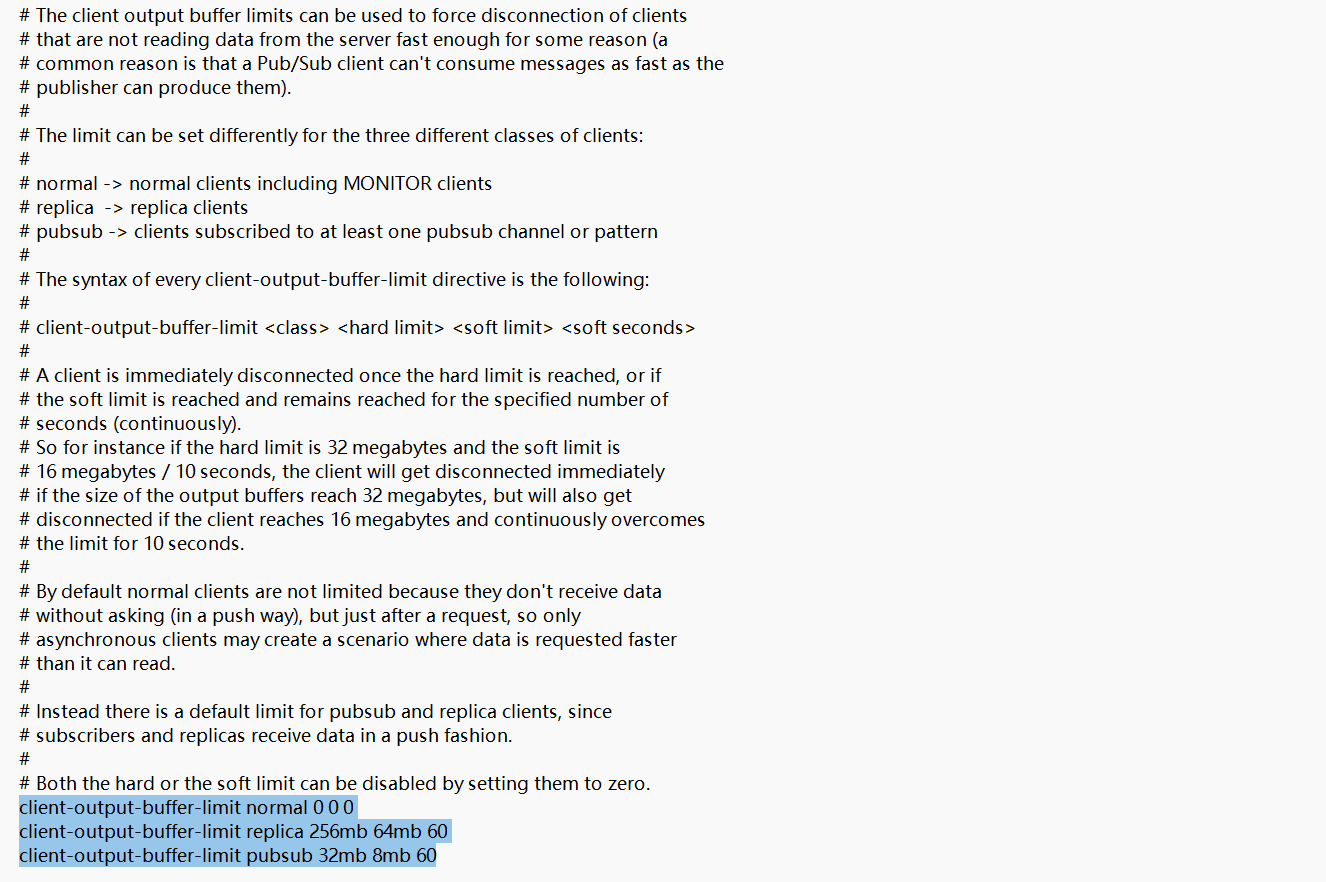 # The client output buffer limits can be used to force disconnection of clients
# that are not reading data from the server fast enough for some reason (a
# common reason is that a Pub/Sub client can't consume messages as fast as the
# publisher can produce them).
#
# The limit can be set differently for the three different classes of clients:
#
# normal -> normal clients including MONITOR clients
# replica  -> replica clients
# pubsub -> clients subscribed to at least one pubsub channel or pattern
#
# The syntax of every client-output-buffer-limit directive is the following:
#
# client-output-buffer-limit <class> <hard limit> <soft limit> <soft seconds>
#
# A client is immediately disconnected once the hard limit is reached, or if
# the soft limit is reached and remains reached for the specified number of
# seconds (continuously).
# So for instance if the hard limit is 32 megabytes and the soft limit is
# 16 megabytes / 10 seconds, the client will get disconnected immediately
# if the size of the output buffers reach 32 megabytes, but will also get
# disconnected if the client reaches 16 megabytes and continuously overcomes
# the limit for 10 seconds.
#
# By default normal clients are not limited because they don't receive data
# without asking (in a push way), but just after a request, so only
# asynchronous clients may create a scenario where data is requested faster
# than it can read.
#
# Instead there is a default limit for pubsub and replica clients, since
# subscribers and replicas receive data in a push fashion.
#
# Both the hard or the soft limit can be disabled by setting them to zero.
client-output-buffer-limit normal 0 0 0
client-output-buffer-limit replica 256mb 64mb 60
client-output-buffer-limit pubsub 32mb 8mb 60